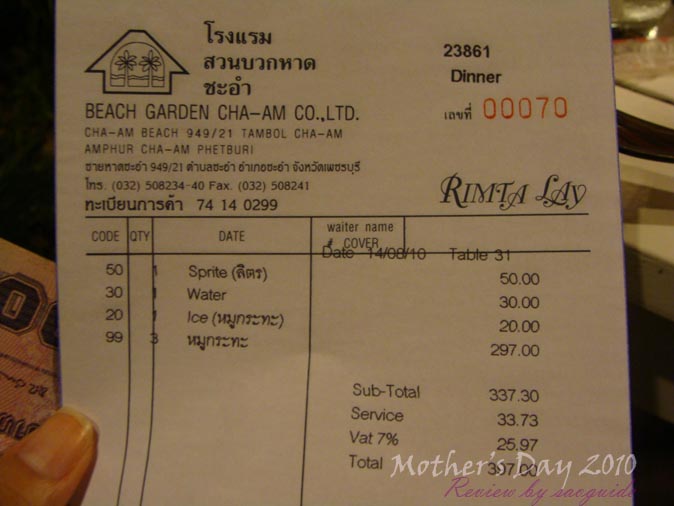 โรงแรม
สวนบวกหาด
ชะอำ
23861
Dinner
เลขที่ 00070
BEACH GARDEN CHA-AM CO.,LTD.
CHA-AM BEACH 949/21 TAMBOL CHA-AM
AMPHUR CHA-AM PHETBURI
ชายหาดชะอำ 949/21 ตำบลชะอำ อำเภอชะอำ จังหวัดเพชรบุรี
โทร. (032) 508234-40 Fax. (032) 508241
ทะเบียนการค้า 74 14 0299
RIMTA LAY
CODE QTY DATE waiter name
# COVER
Date 14/08/10 Table 31
50 1 Sprite (ลิตร) 50.00
30 1 Water 30.00
20 1 Ice (หมูกระทะ) 20.00
99 3 หมูกระทะ 297.00
Sub-Total 337.30
Service 33.73
Vat 7% 25.97
Total 397.00
Mother's Day 2010
Review by saoguide